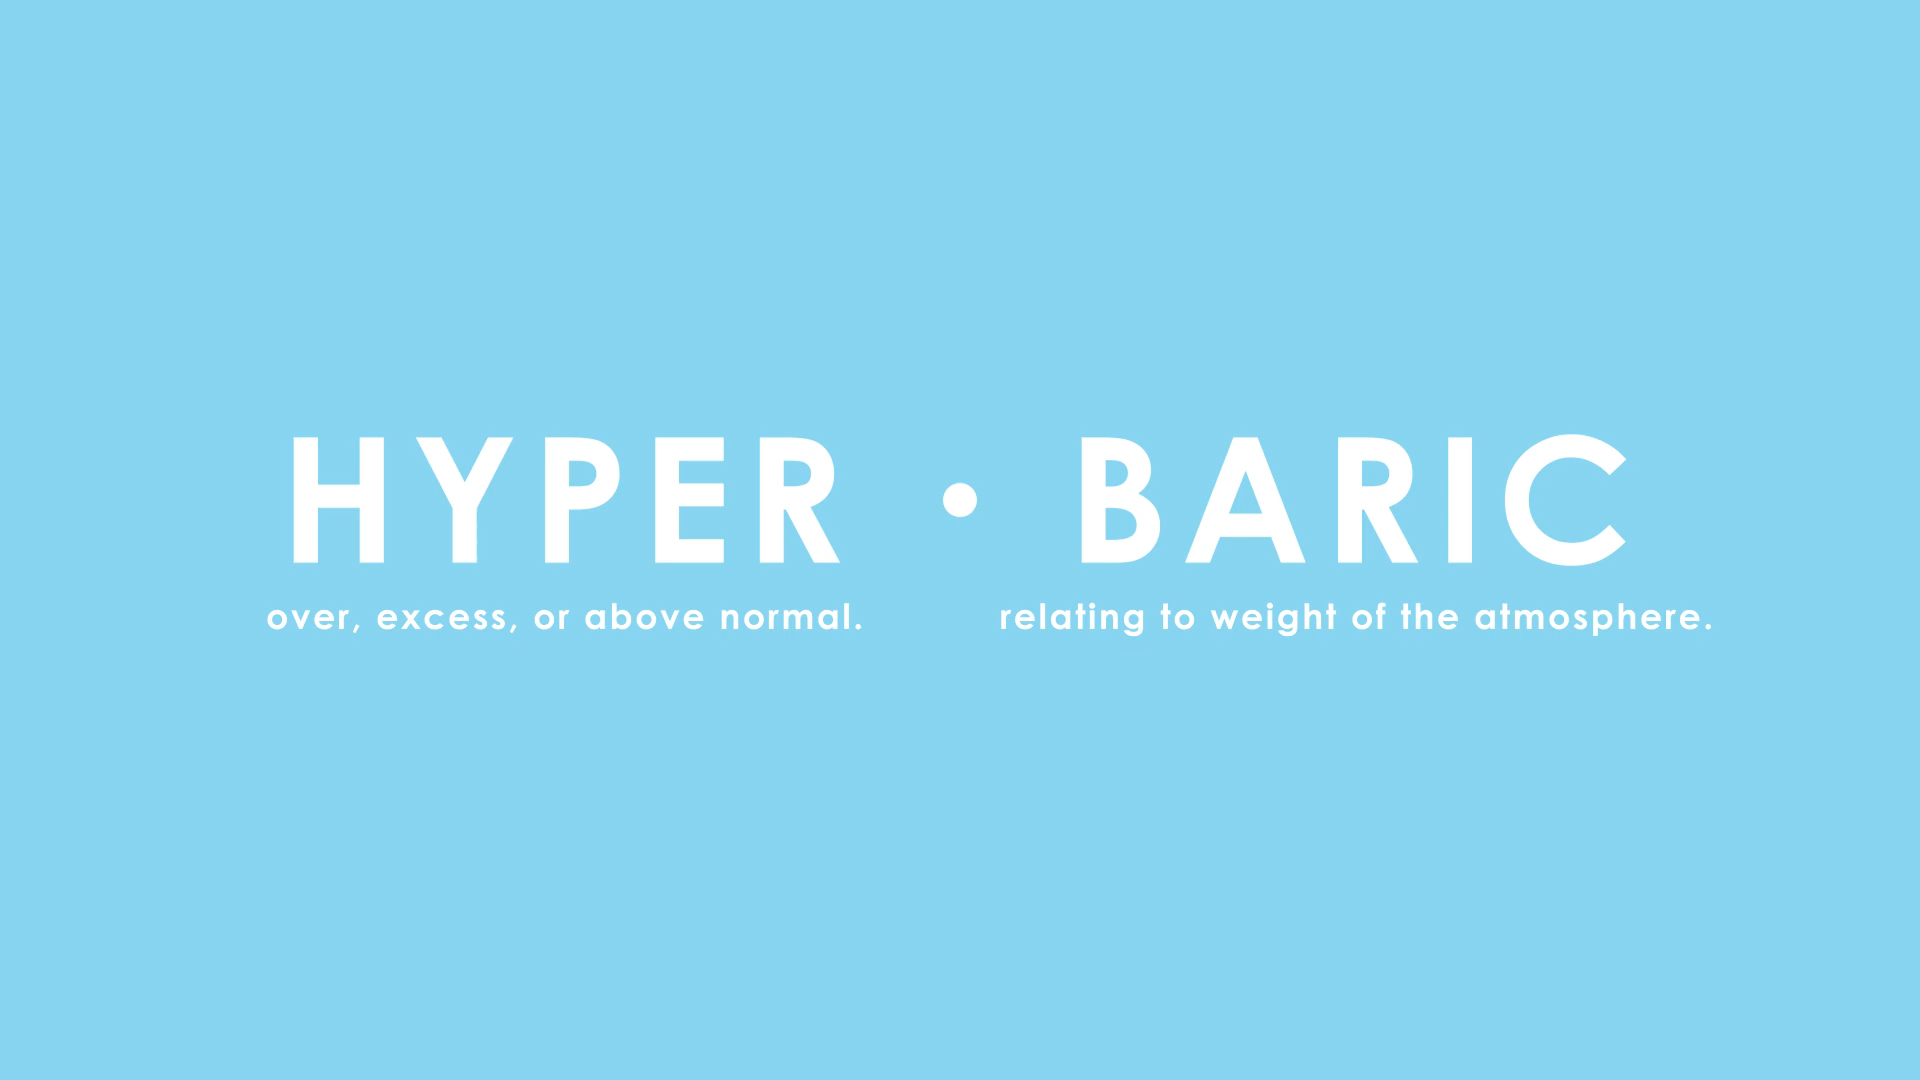 HYPER • BARIC
over, excess, or above normal.
relating to weight of the atmosphere.